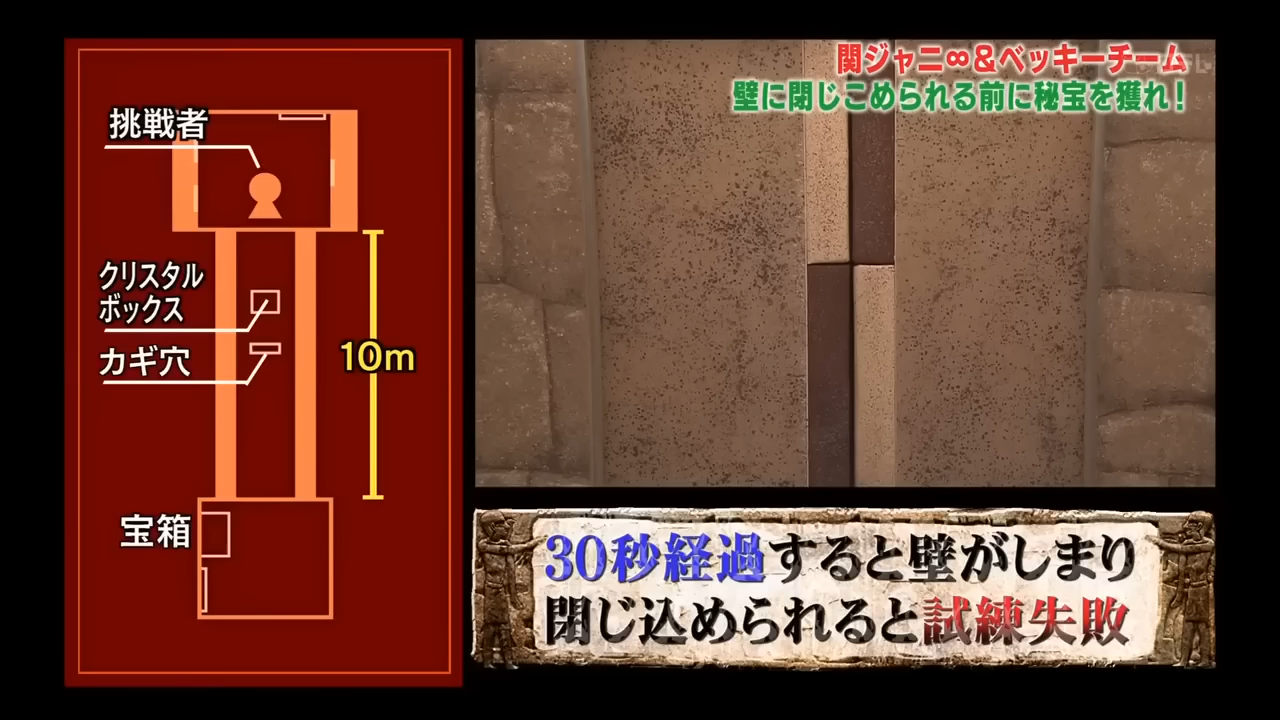 関ジャニ∞&ベッキーチーム
壁に閉じこめられる前に秘宝を獲れ!
挑戦者
クリスタル
ボックス
カギ穴
10m
宝箱
30秒経過すると壁がしまり
閉じ込められると試練失敗